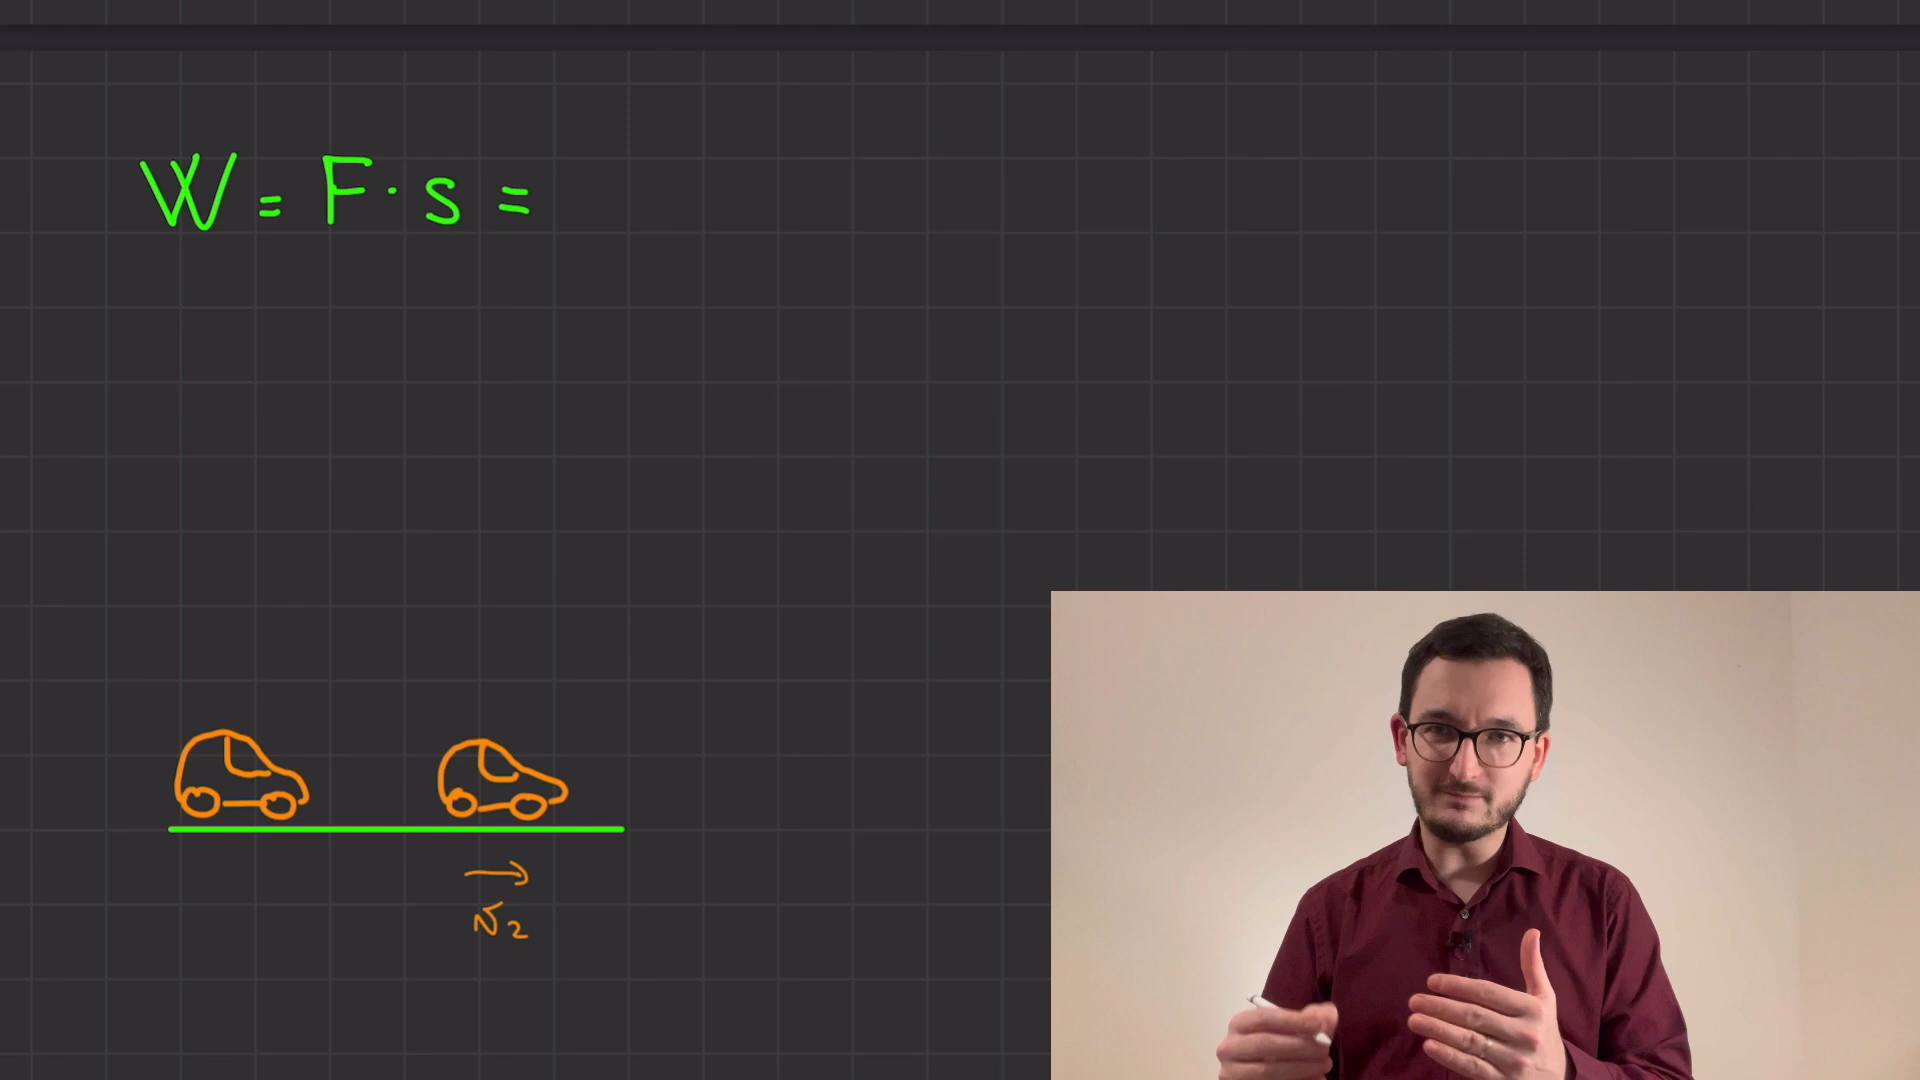 W = F · s =
v₂